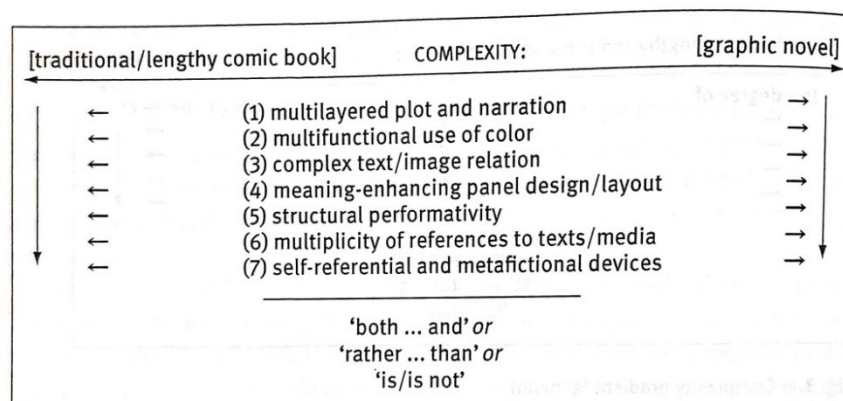 [traditional/lengthy comic book] COMPLEXITY: [graphic novel]
← (1) multilayered plot and narration →
← (2) multifunctional use of color →
← (3) complex text/image relation →
← (4) meaning-enhancing panel design/layout →
← (5) structural performativity →
← (6) multiplicity of references to texts/media →
← (7) self-referential and metafictional devices →
‘both ... and’ or
‘rather ... than’ or
‘is/is not’